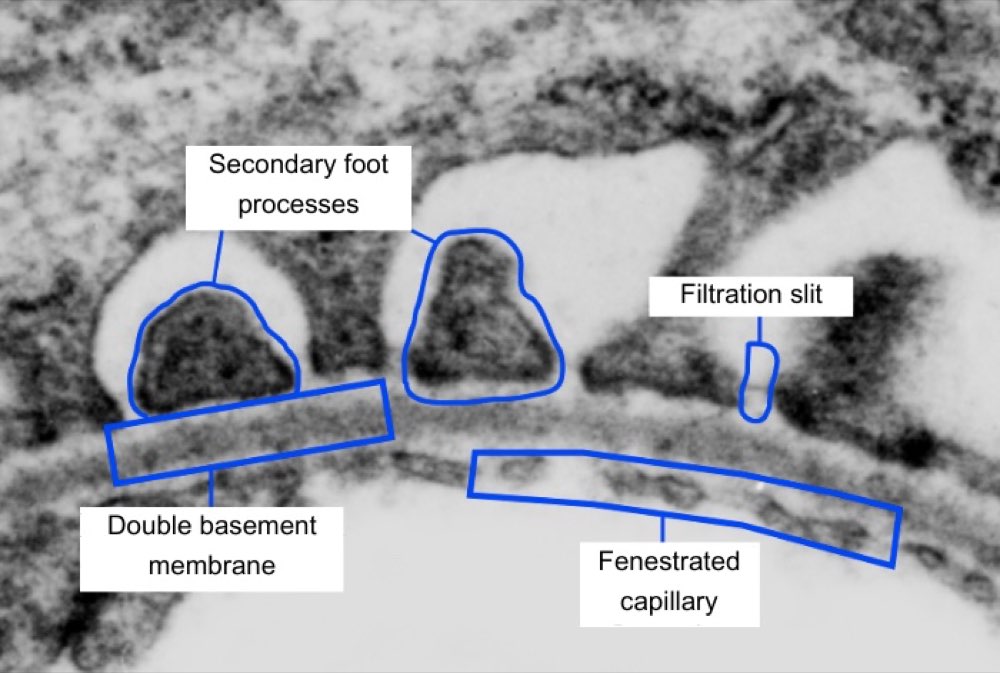 Secondary foot
processes
Filtration slit
Double basement
membrane
Fenestrated
capillary